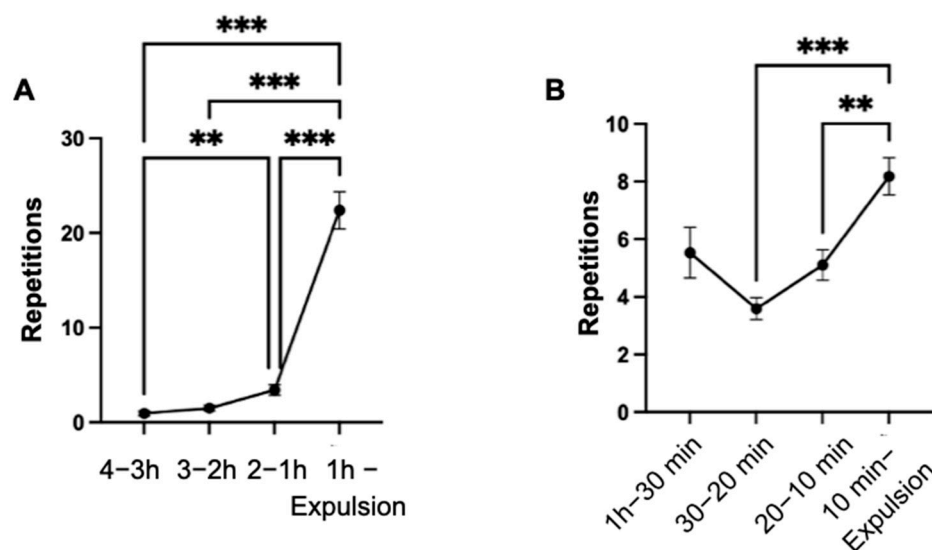 A
***
***
**
***
30
20
10
0
Repetitions
4–3h
3–2h
2–1h
1h –
Expulsion
B
***
**
10
8
6
4
2
0
Repetitions
1h–30 min
30–20 min
20–10 min
10 min–
Expulsion